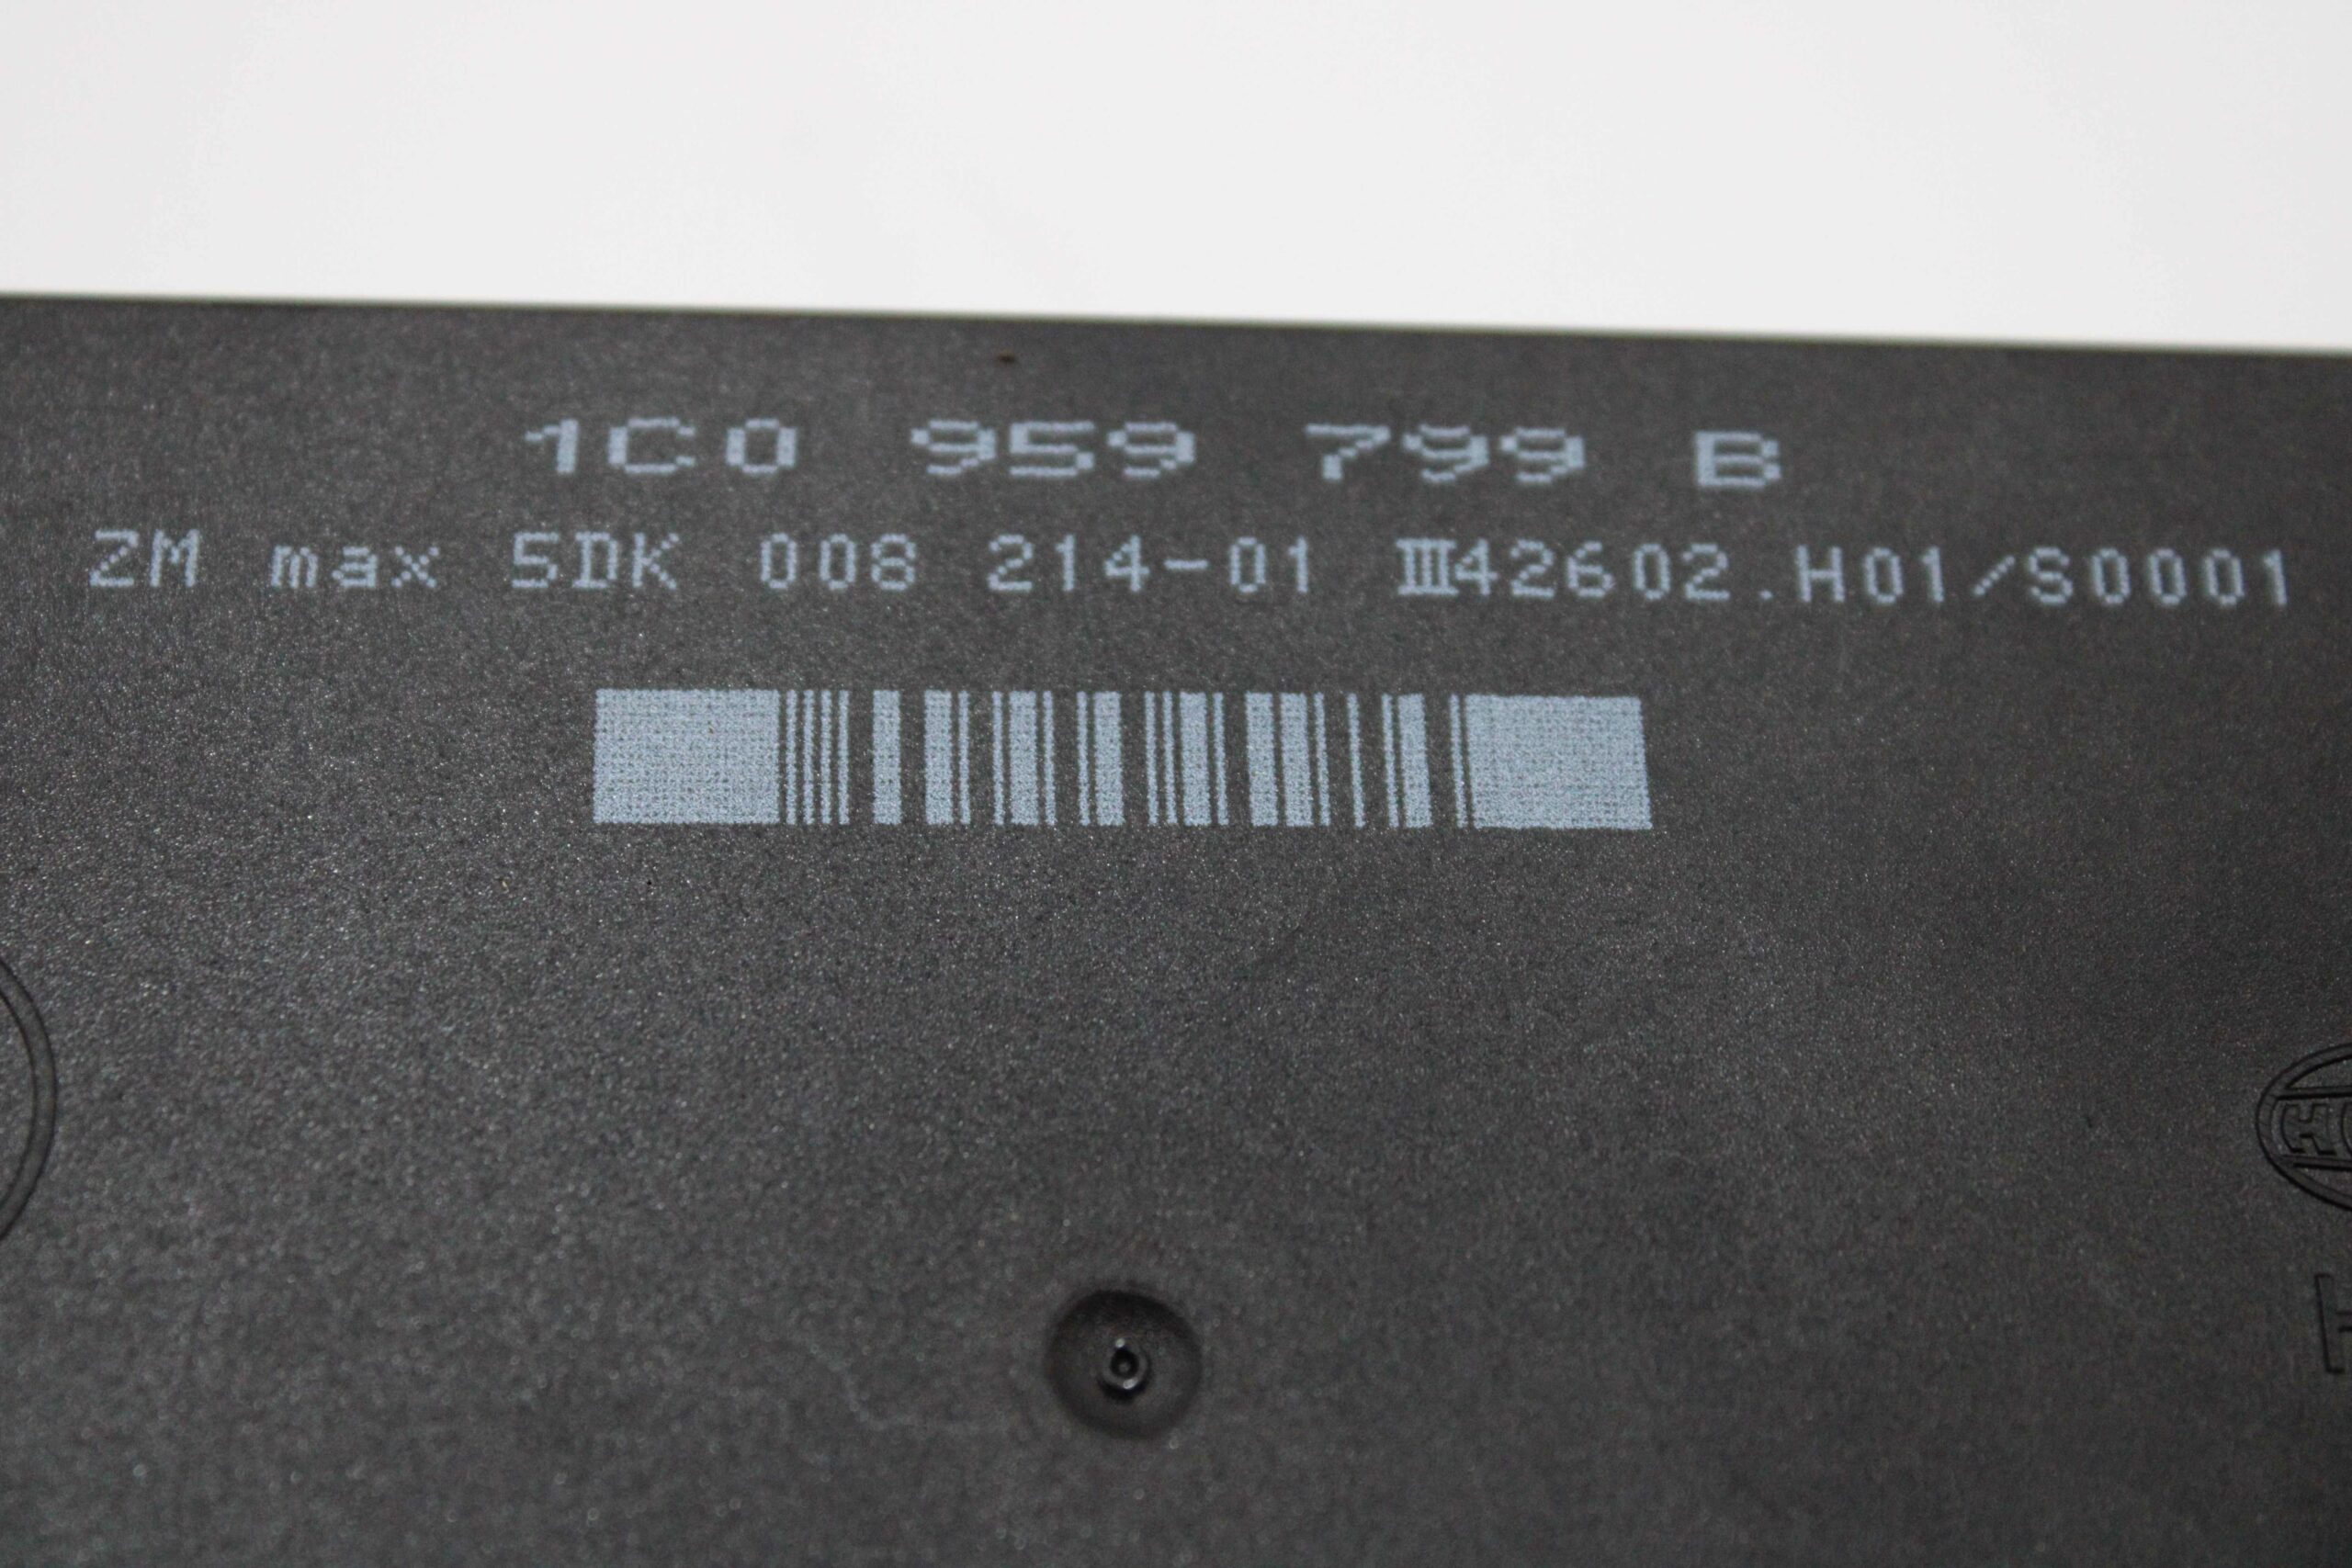 1C0 959 799 B
ZM max 5DK 008 214-01 Ⅲ42602.H01/S0001